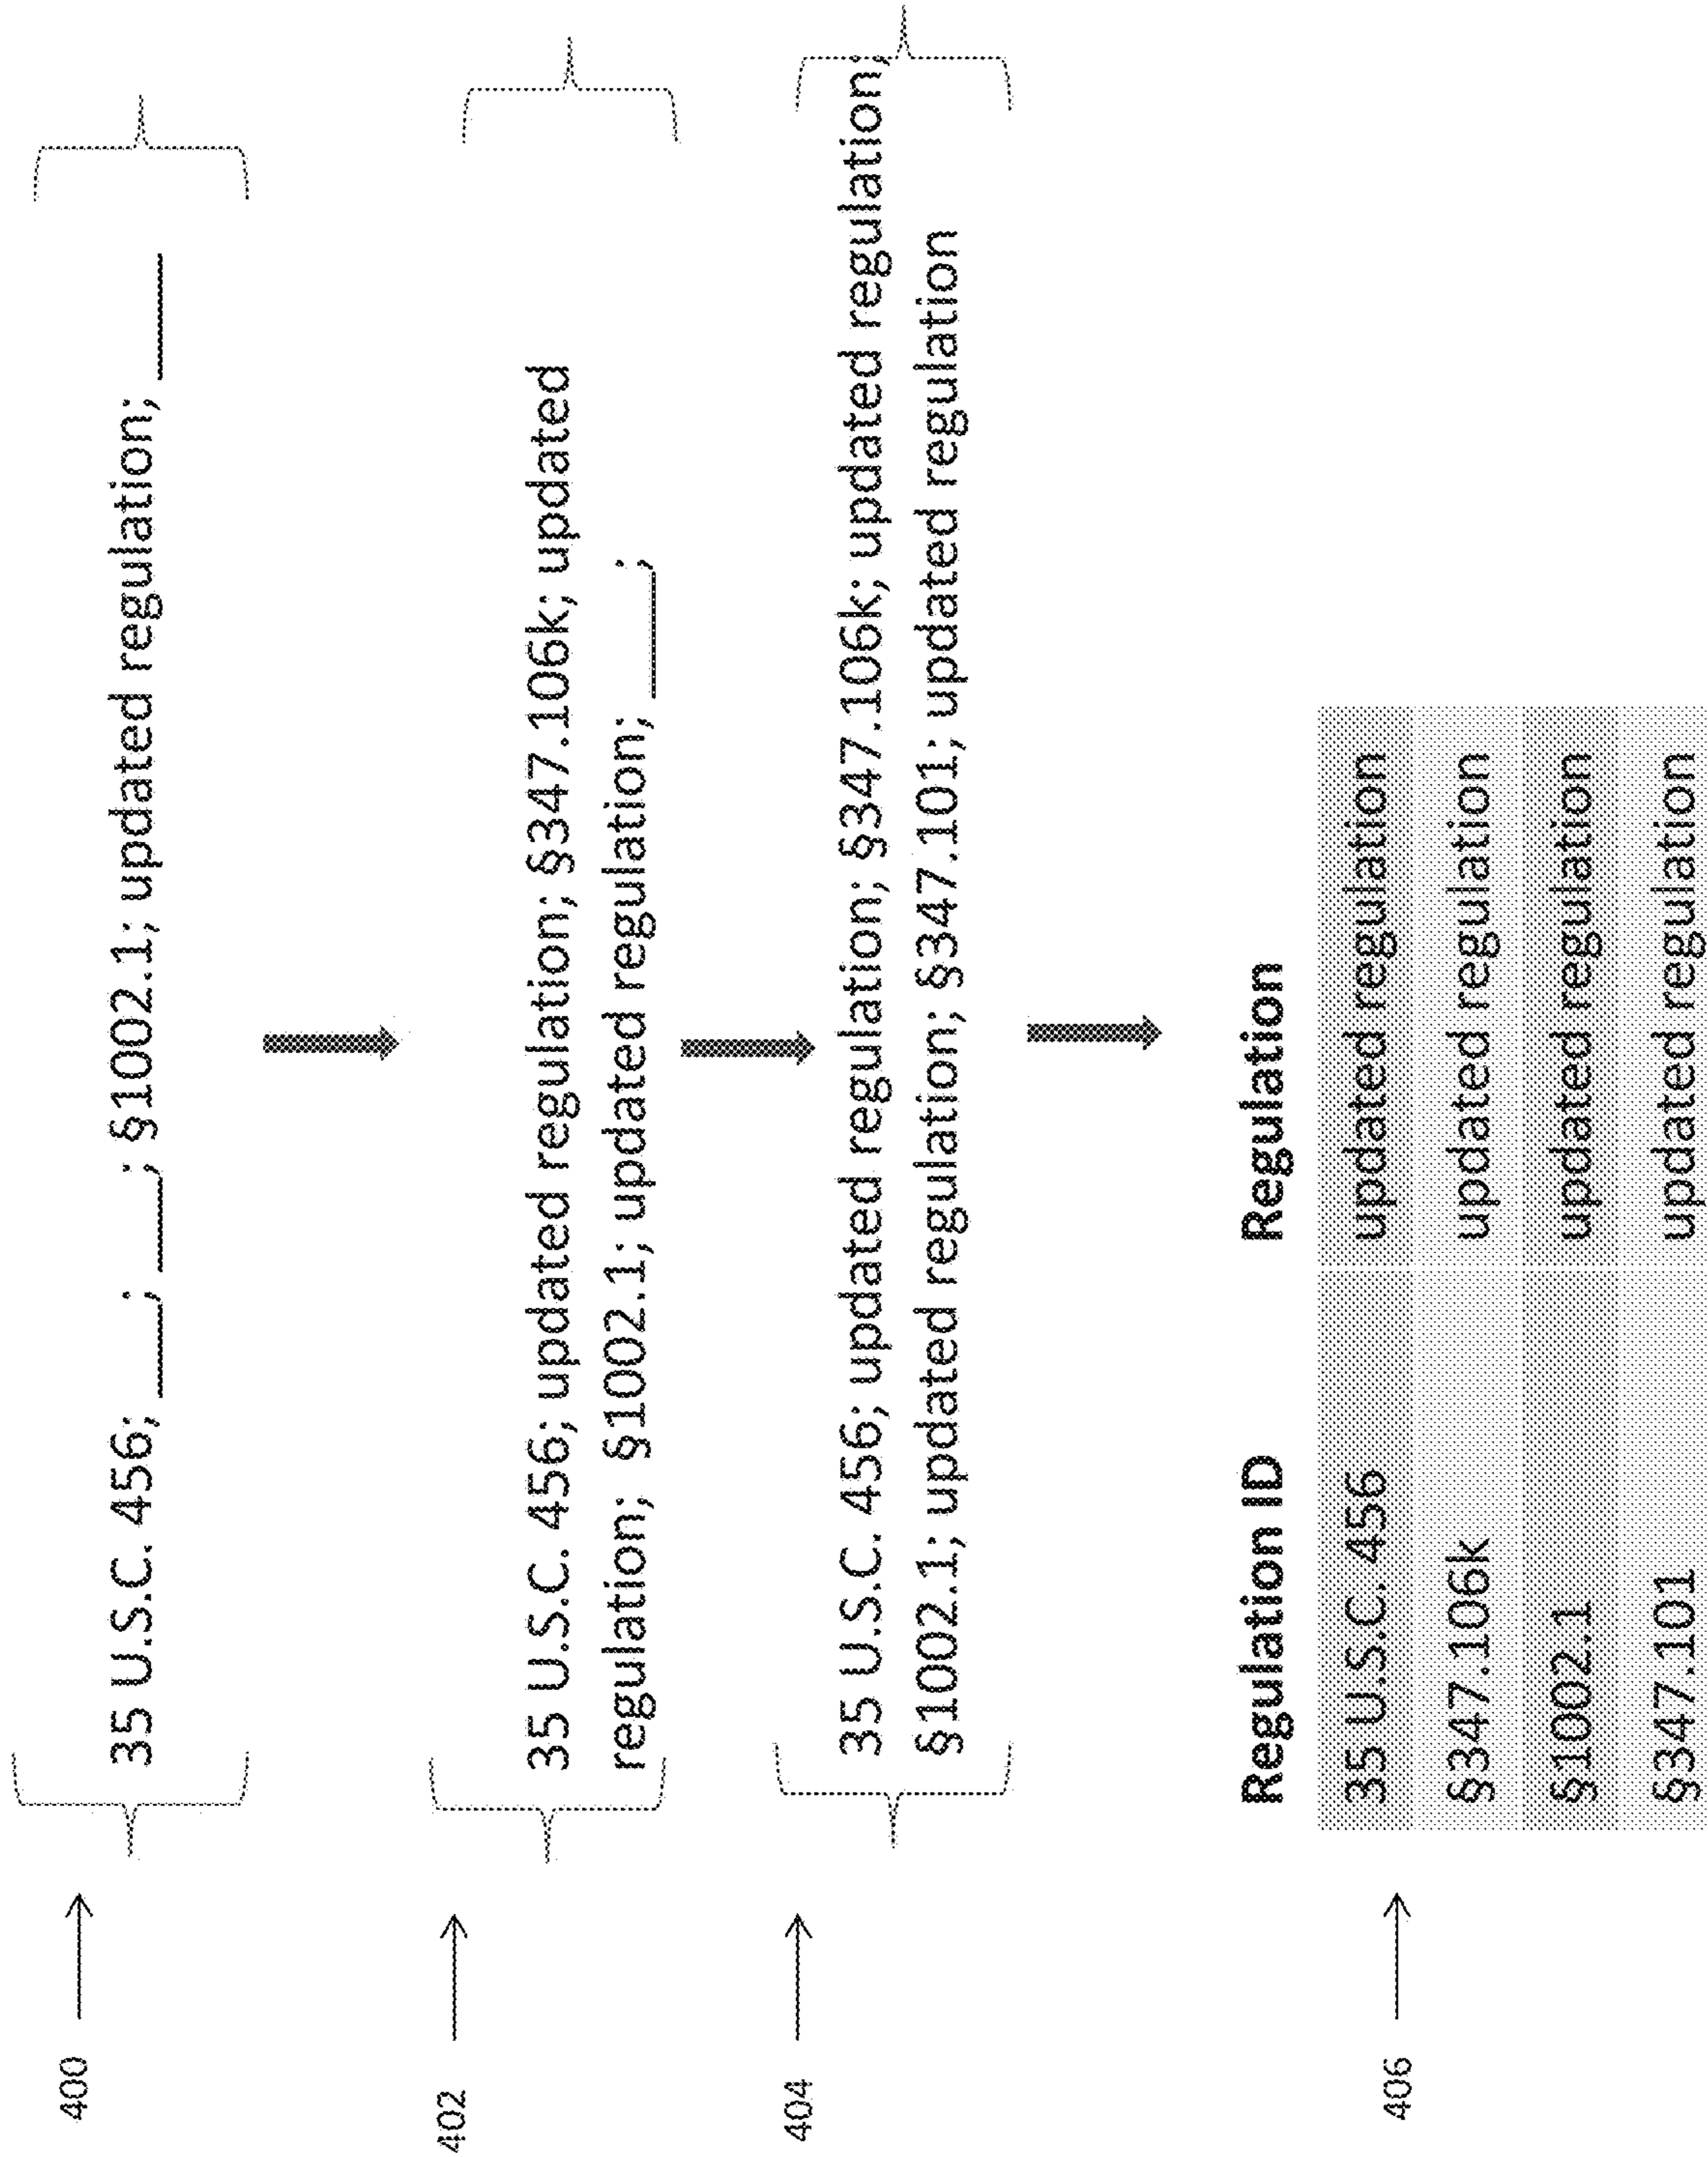 400
35 U.S.C. 456; ____; ____; §1002.1; updated regulation; ____
402
35 U.S.C. 456; updated regulation; §347.106k; updated
regulation; §1002.1; updated regulation; ____;
404
35 U.S.C. 456; updated regulation; §347.106k; updated regulation;
§1002.1; updated regulation; §347.101; updated regulation
Regulation ID Regulation
406
35 U.S.C. 456 updated regulation
§347.106k updated regulation
§1002.1 updated regulation
§347.101 updated regulation